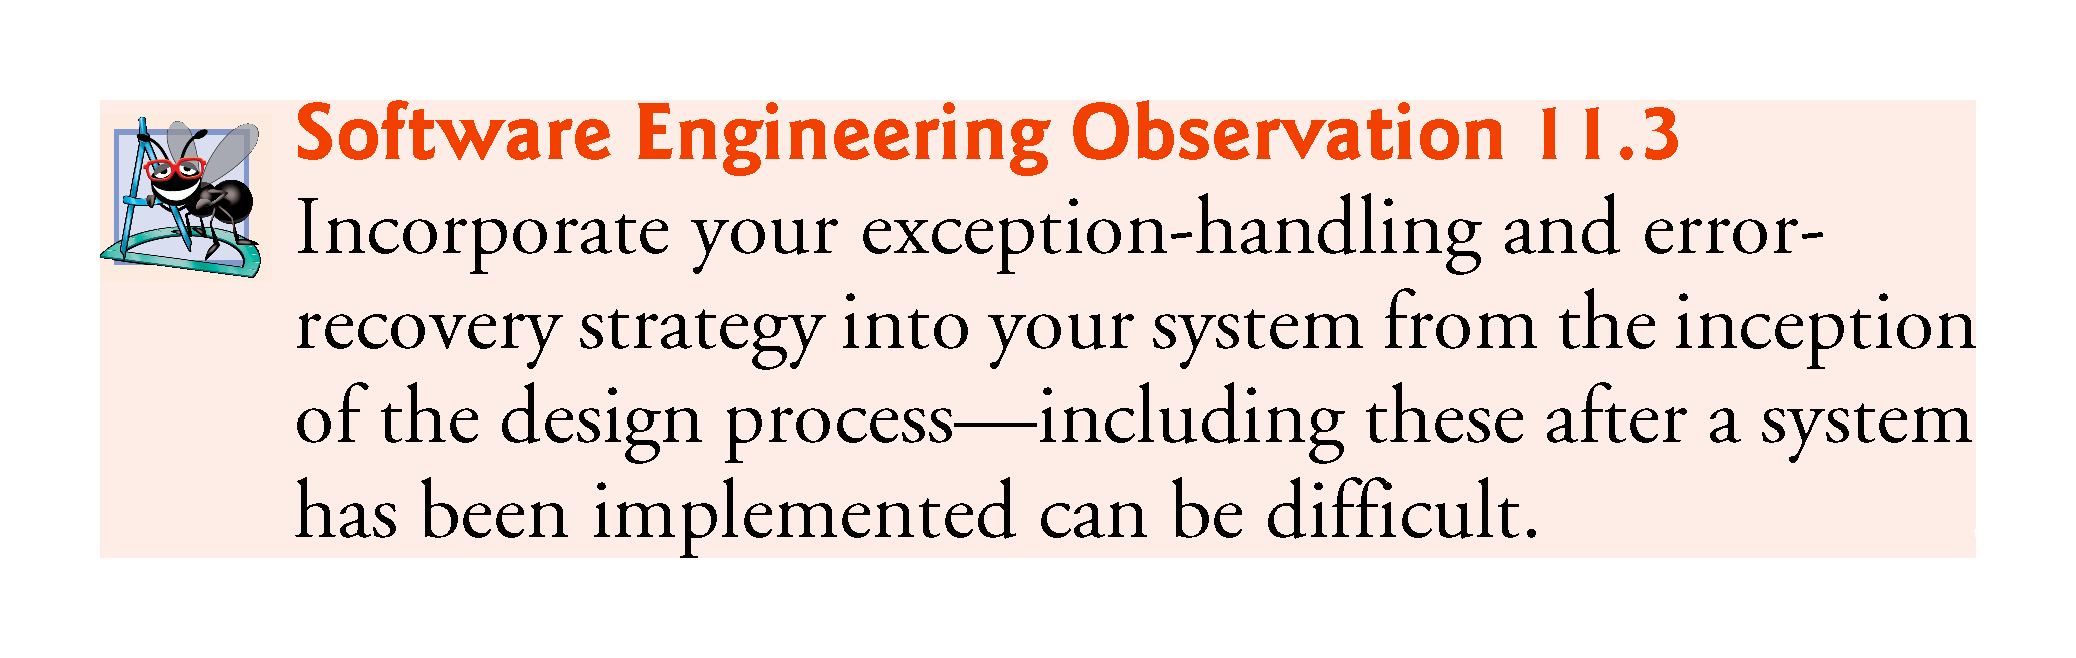 Software Engineering Observation 11.3
Incorporate your exception-handling and error-
recovery strategy into your system from the inception
of the design process—including these after a system
has been implemented can be difficult.